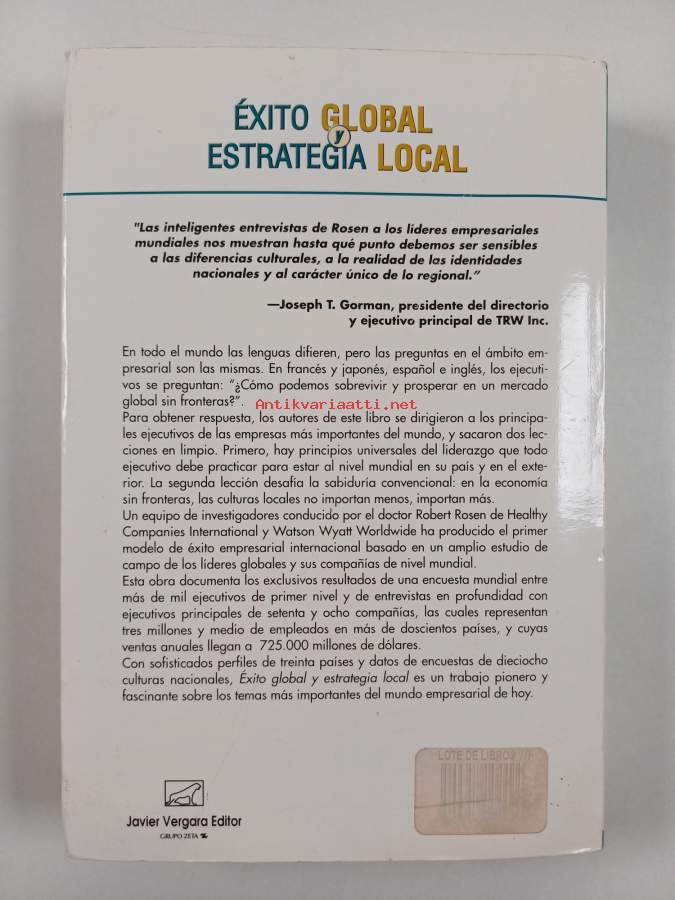 ÉXITO GLOBAL
y
ESTRATEGIA LOCAL
"Las inteligentes entrevistas de Rosen a los líderes empresariales
mundiales nos muestran hasta qué punto debemos ser sensibles
a las diferencias culturales, a la realidad de las identidades
nacionales y al carácter único de lo regional."
—Joseph T. Gorman, presidente del directorio
y ejecutivo principal de TRW Inc.
En todo el mundo las lenguas difieren, pero las preguntas en el ámbito em-
presarial son las mismas. En francés y japonés, español e inglés, los ejecuti-
vos se preguntan: "¿Cómo podemos sobrevivir y prosperar en un mercado
global sin fronteras?".
Antikvariaatti.net
Para obtener respuesta, los autores de este libro se dirigieron a los principa-
les ejecutivos de las empresas más importantes del mundo, y sacaron dos lec-
ciones en limpio. Primero, hay principios universales del liderazgo que todo
ejecutivo debe practicar para estar al nivel mundial en su país y en el exte-
rior. La segunda lección desafía la sabiduría convencional: en la economía
sin fronteras, las culturas locales no importan menos, importan más.
Un equipo de investigadores conducido por el doctor Robert Rosen de Healthy
Companies International y Watson Wyatt Worldwide ha producido el primer
modelo de éxito empresarial internacional basado en un amplio estudio de
campo de los líderes globales y sus compañías de nivel mundial.
Esta obra documenta los exclusivos resultados de una encuesta mundial entre
más de mil ejecutivos de primer nivel y de entrevistas en profundidad con
ejecutivos principales de setenta y ocho compañías, las cuales representan
tres millones y medio de empleados en más de doscientos países, y cuyas
ventas anuales llegan a 725.000 millones de dólares.
Con sofisticados perfiles de treinta países y datos de encuestas de dieciocho
culturas nacionales, Éxito global y estrategia local es un trabajo pionero y
fascinante sobre los temas más importantes del mundo empresarial de hoy.
LOTE DE LIBROS
Javier Vergara Editor
GRUPO ZETA